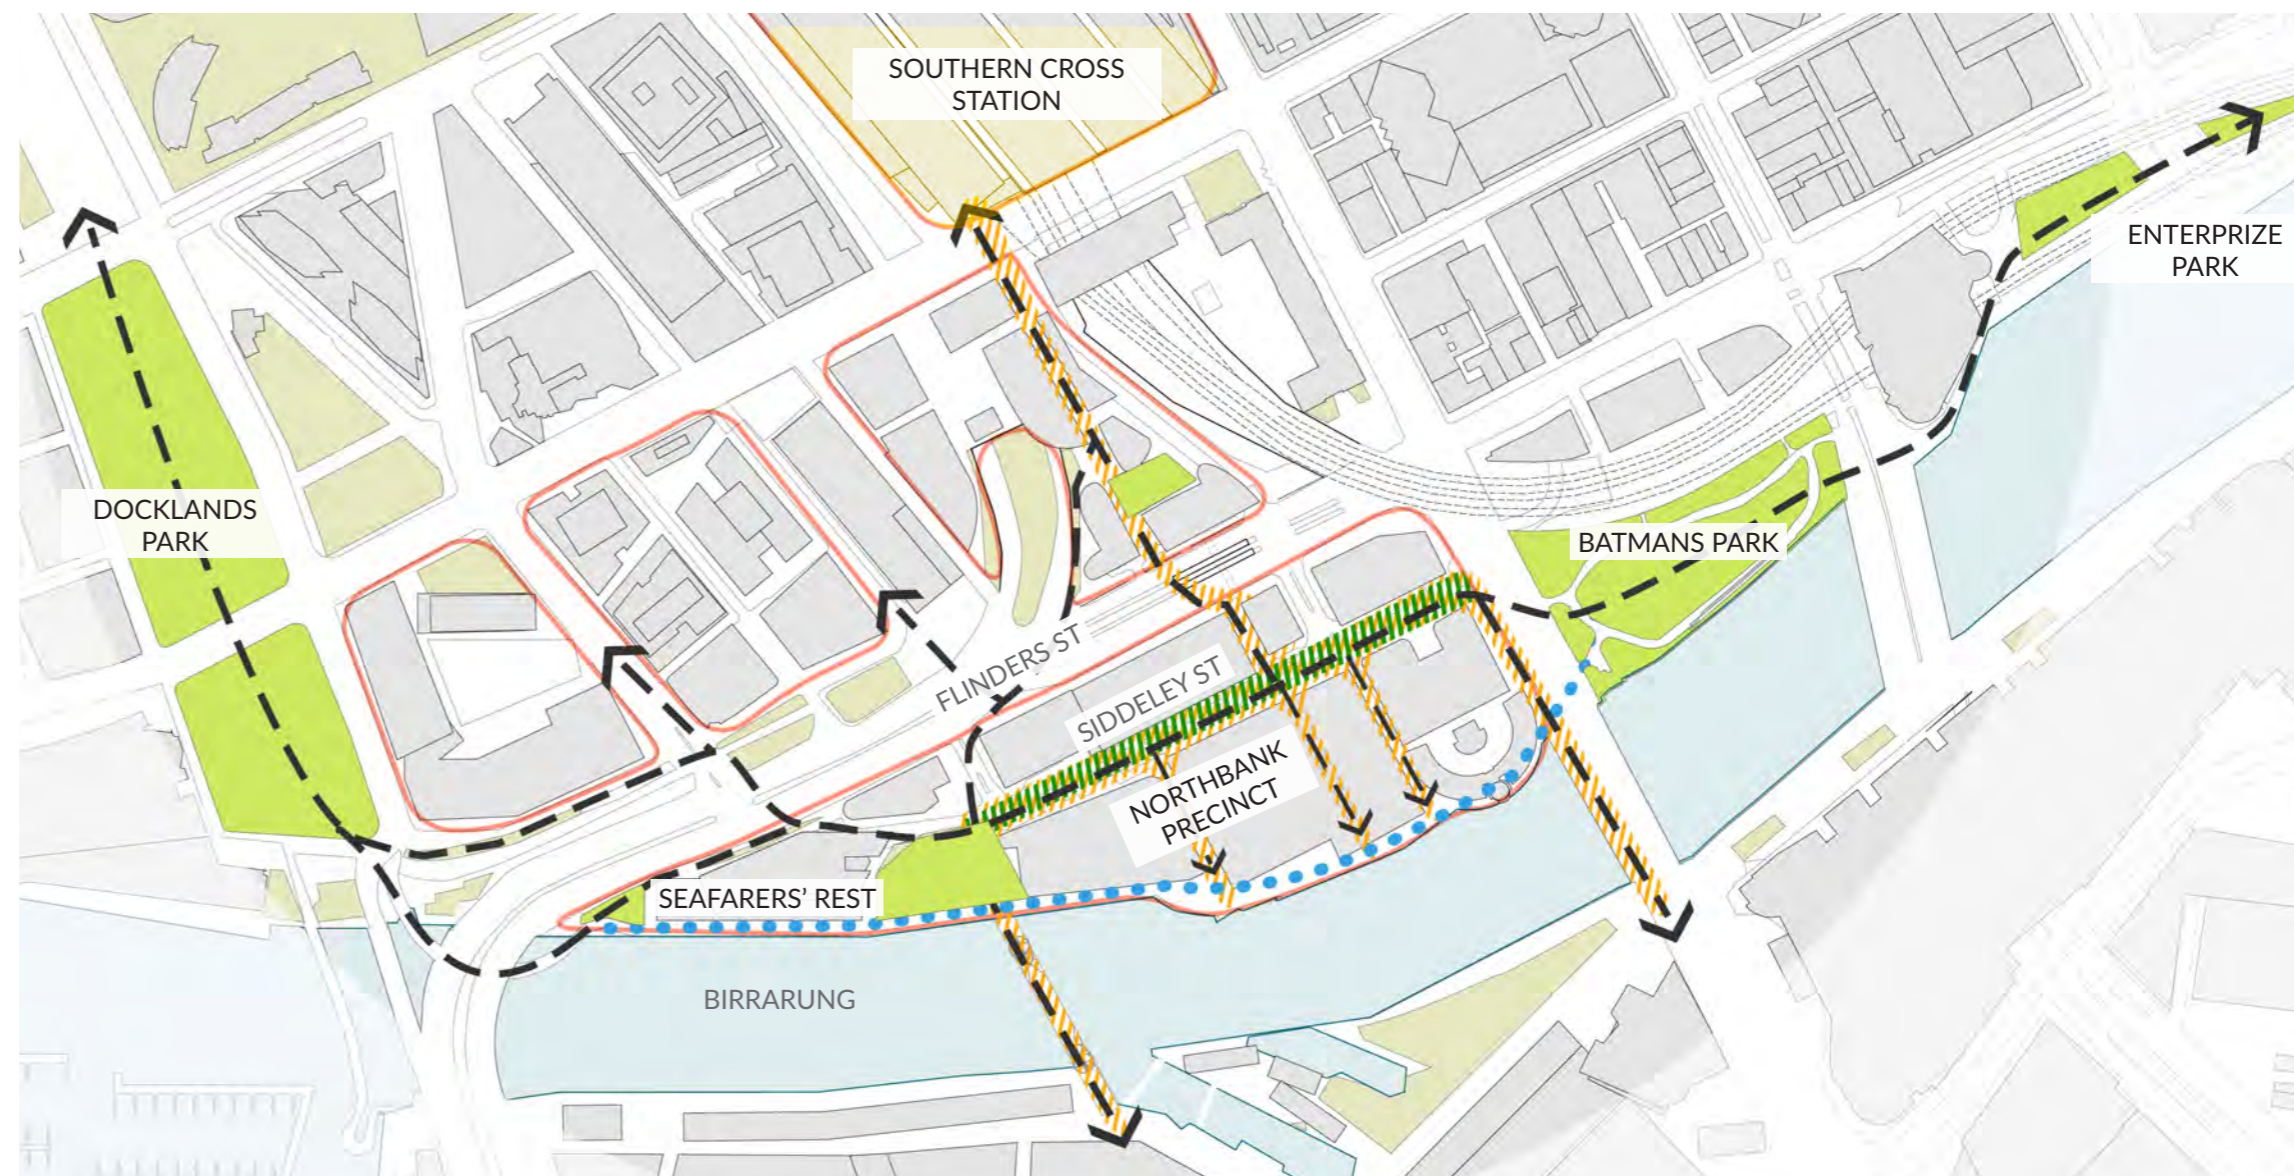 SOUTHERN CROSS
STATION
ENTERPRIZE
PARK
DOCKLANDS
PARK
BATMANS PARK
FLINDERS ST
SIDDELEY ST
NORTHBANK
PRECINCT
SEAFARERS' REST
BIRRARUNG